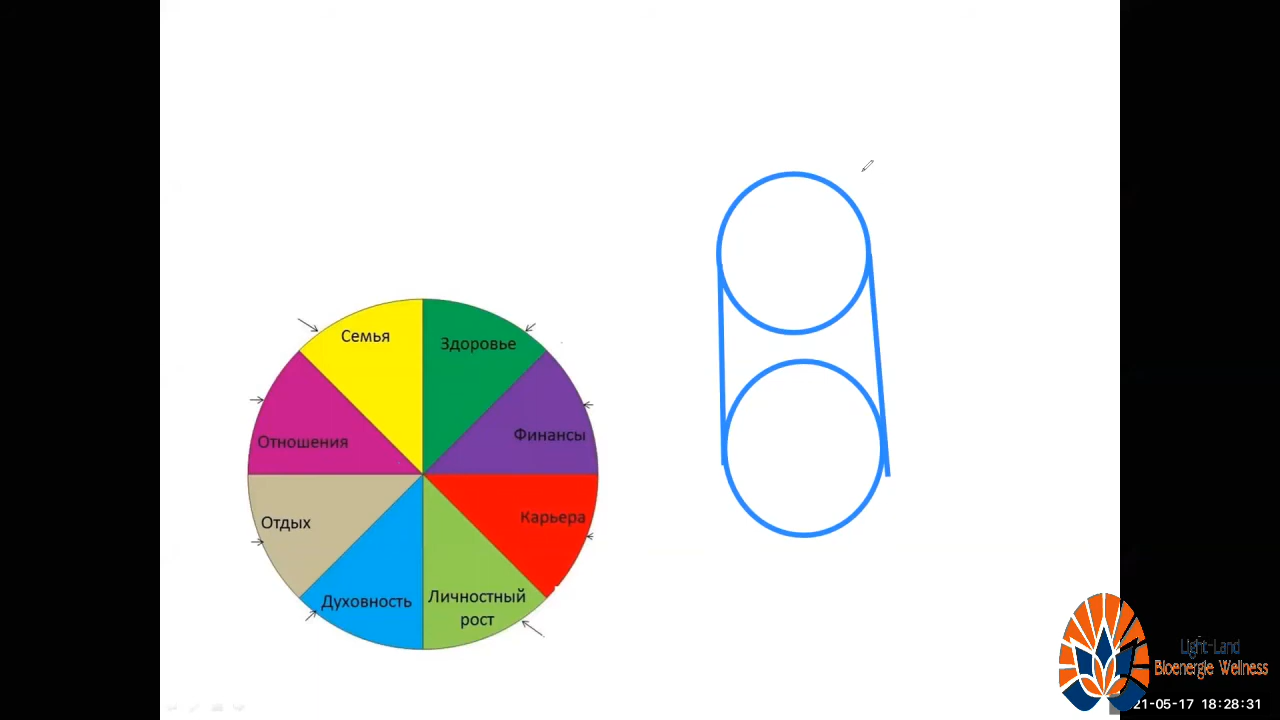 Семья
Здоровье
Отношения
Финансы
Отдых
Карьера
Духовность
Личностный
рост
Light-Land
Bioenergie Wellness
21-05-17 18:28:31